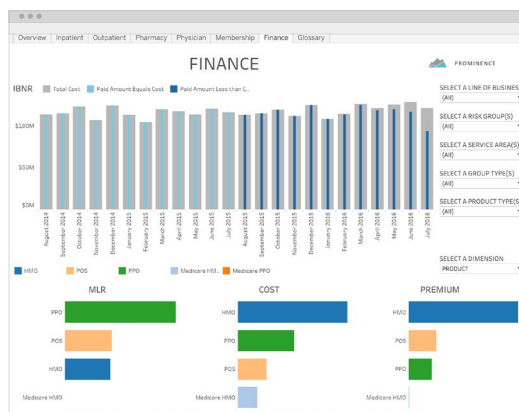 Overview Inpatient Outpatient Pharmacy Physician Membership Finance Glossary
FINANCE
PROMINENCE
IBNR Total Cost Paid Amount Equals Cost Paid Amount Less than C..
SELECT A LINE OF BUSINES
(All)
SELECT A RISK GROUP(S)
(All)
SELECT A SERVICE AREA(S)
(All)
SELECT A GROUP TYPE(S)
(All)
SELECT A PRODUCT TYPE(S
(All)
$100M
$50M
$0M
August 2014
September 2014
October 2014
November 2014
December 2014
January 2015
February 2015
March 2015
April 2015
May 2015
June 2015
July 2015
August 2015
September 2015
October 2015
November 2015
December 2015
January 2016
February 2016
March 2016
April 2016
May 2016
June 2016
July 2016
SELECT A DIMENSION
PRODUCT
HMO POS PPO Medicare HM.. Medicare PPO
MLR
PPO
POS
HMO
Medicare HMO
COST
HMO
PPO
POS
Medicare HMO
PREMIUM
HMO
POS
PPO
Medicare HMO